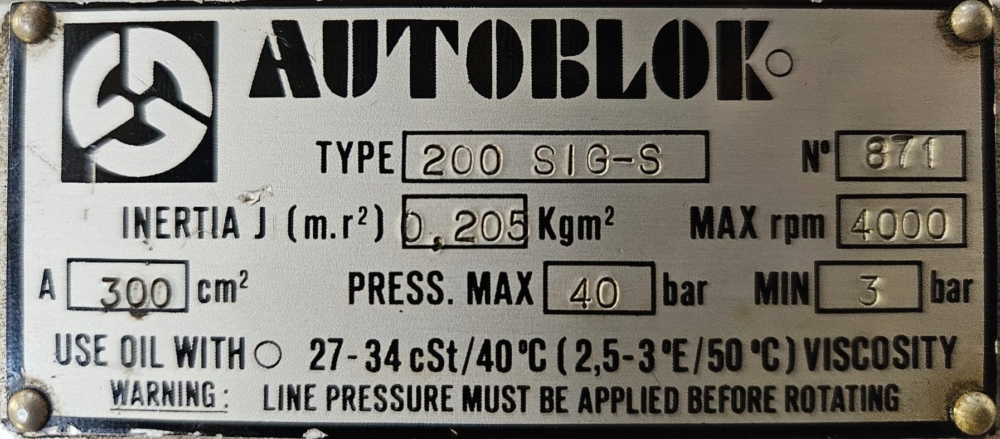 AUTOBLOK
TYPE 200 SIG-S N° 871
INERTIA J (m.r²) 0,205 Kgm² MAX rpm 4000
A 300 cm² PRESS. MAX 40 bar MIN 3 bar
USE OIL WITH 27-34 cSt/40°C (2,5-3°E/50°C) VISCOSITY
WARNING: LINE PRESSURE MUST BE APPLIED BEFORE ROTATING